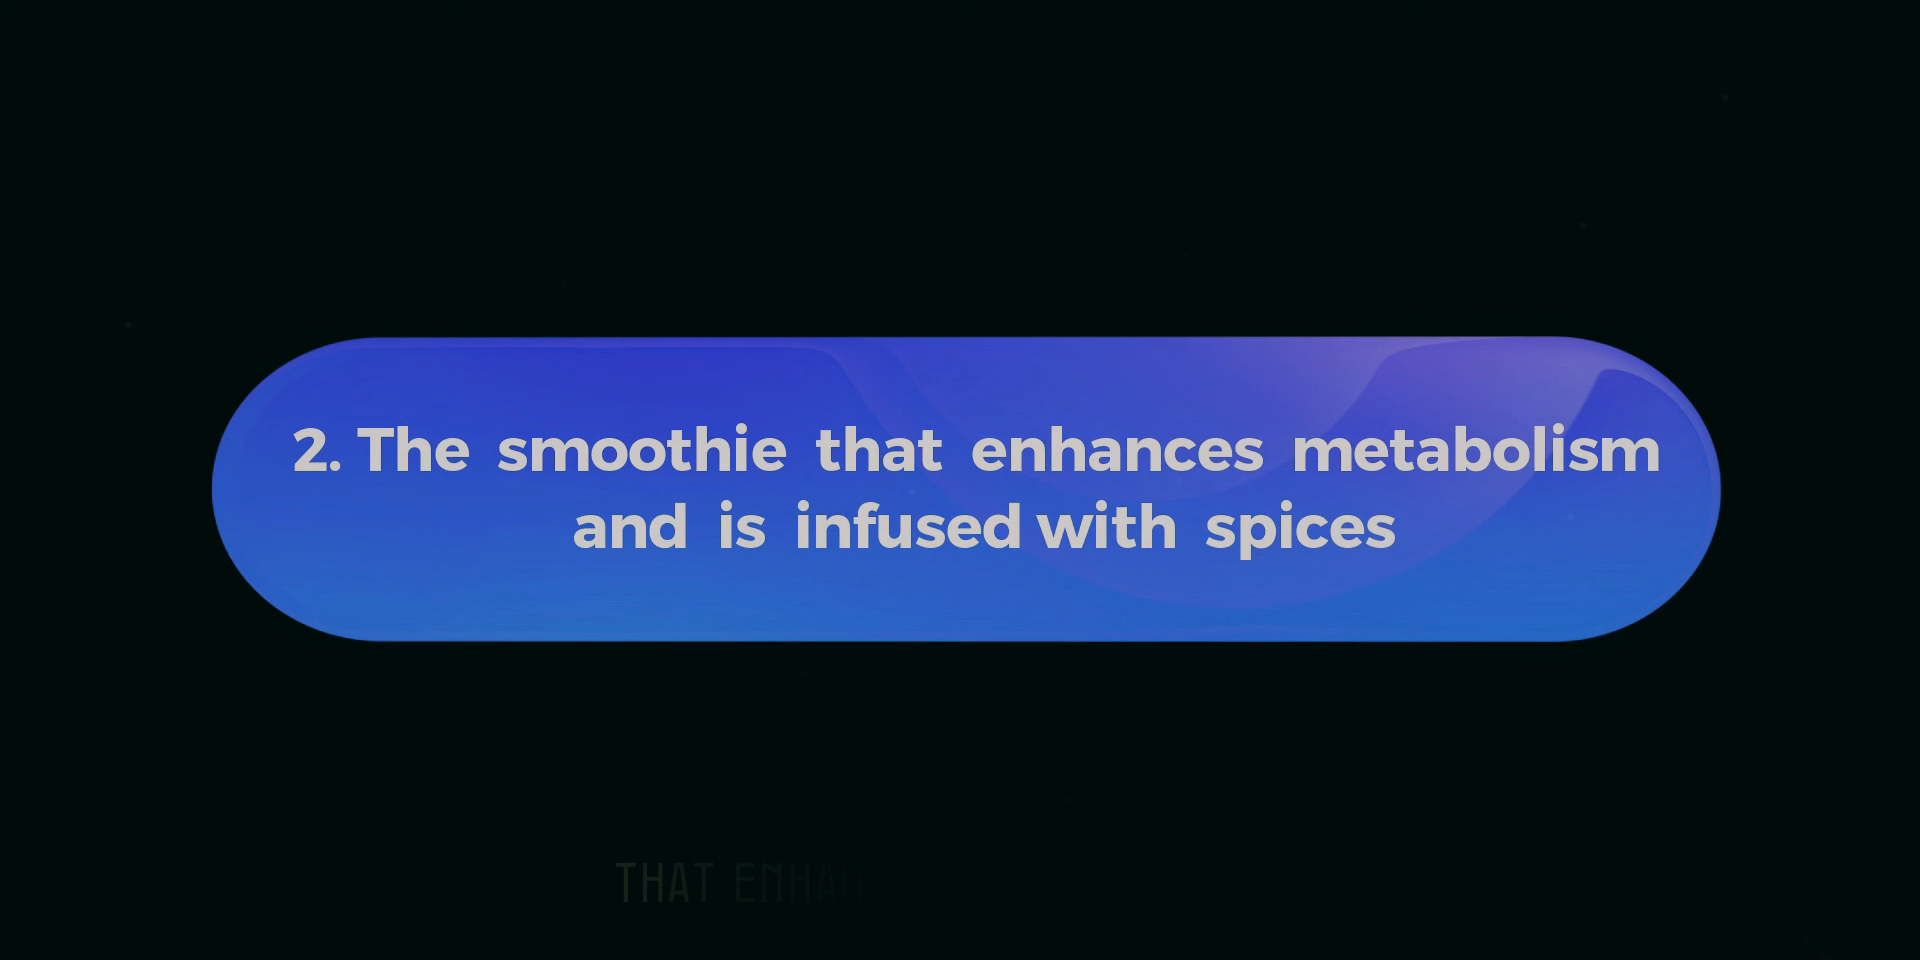 2. The smoothie that enhances metabolism
and is infused with spices
THAT